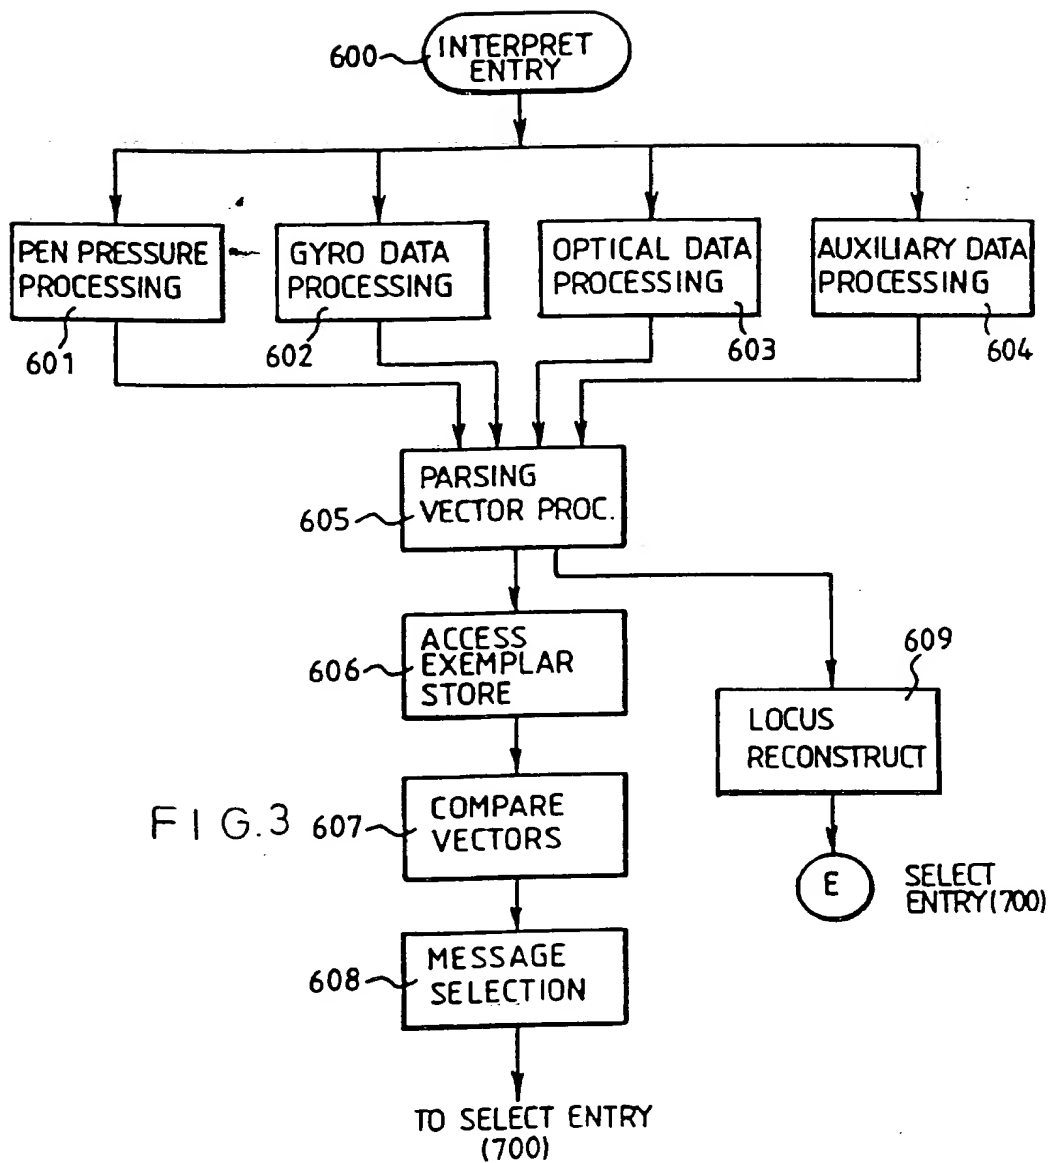 600
INTERPRET
ENTRY
PEN PRESSURE
PROCESSING
601
GYRO DATA
PROCESSING
602
OPTICAL DATA
PROCESSING
603
AUXILIARY DATA
PROCESSING
604
PARSING
VECTOR PROC.
605
ACCESS
EXEMPLAR
STORE
606
609
LOCUS
RECONSTRUCT
FIG.3
607
COMPARE
VECTORS
E
SELECT
ENTRY(700)
608
MESSAGE
SELECTION
TO SELECT ENTRY
(700)